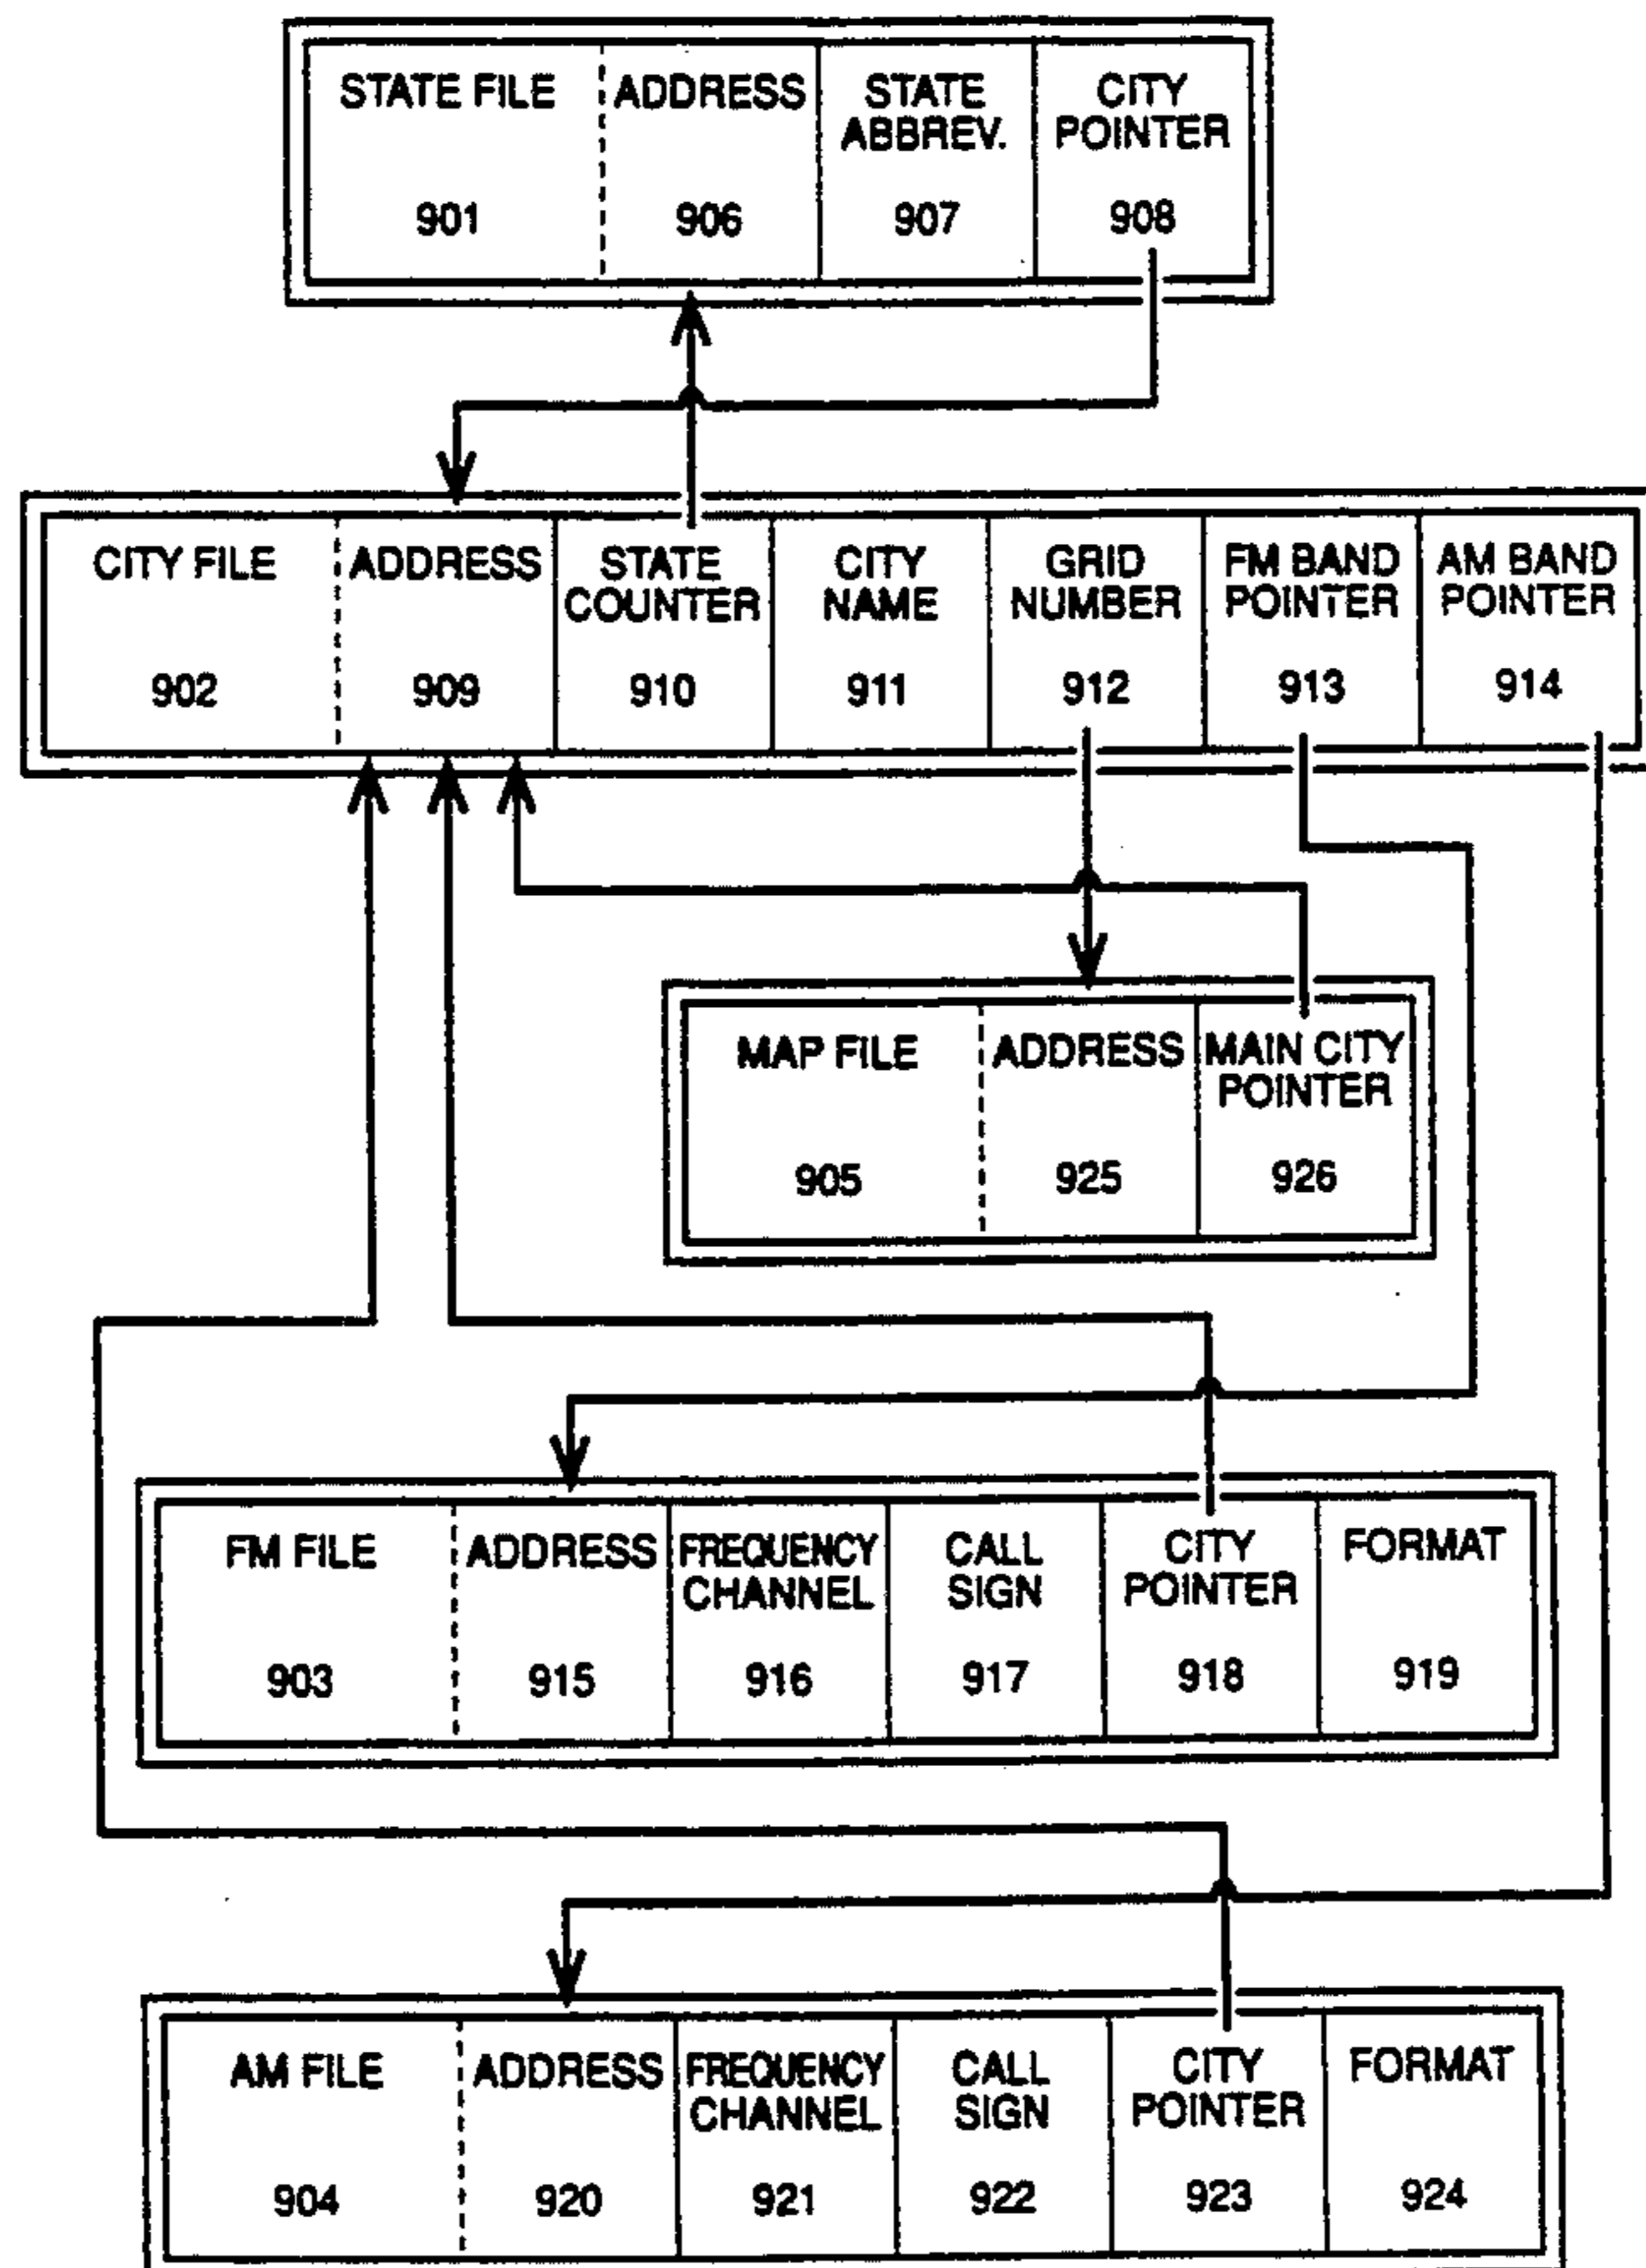 STATE FILE ADDRESS STATE CITY
ABBREV. POINTER
901 906 907 908
CITY FILE ADDRESS STATE CITY GRID FM BAND AM BAND
COUNTER NAME NUMBER POINTER POINTER
902 909 910 911 912 913 914
MAP FILE ADDRESS MAIN CITY
POINTER
905 925 926
FM FILE ADDRESS FREQUENCY CALL CITY FORMAT
CHANNEL SIGN POINTER
903 915 916 917 918 919
AM FILE ADDRESS FREQUENCY CALL CITY FORMAT
CHANNEL SIGN POINTER
904 920 921 922 923 924